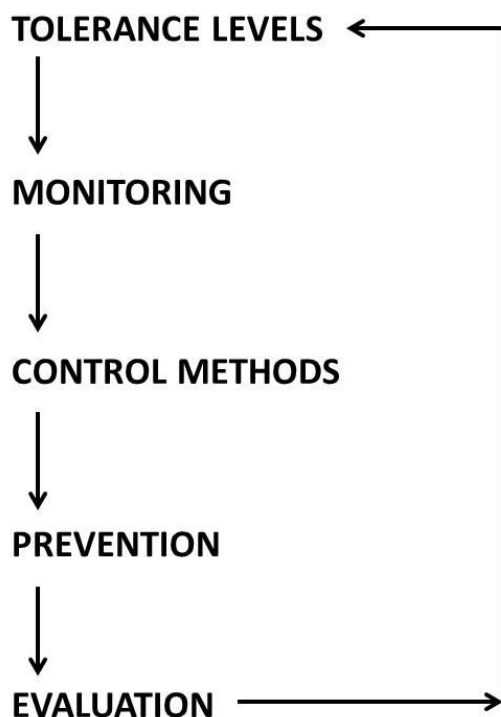 TOLERANCE LEVELS
MONITORING
CONTROL METHODS
PREVENTION
EVALUATION